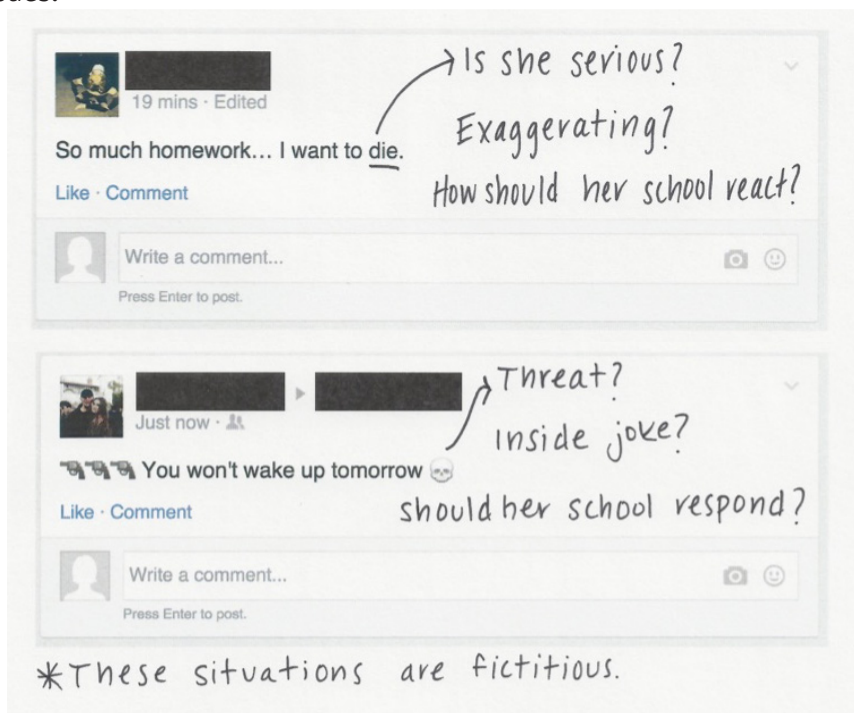 Is she serious?
19 mins · Edited
Exaggerating?
So much homework... I want to die.
How should her school react?
Like · Comment
Write a comment...
Press Enter to post.
Threat?
Just now ·
Inside joke?
🔫🔫🔫 You won't wake up tomorrow 💀
Like · Comment
should her school respond?
Write a comment...
Press Enter to post.
*These situations are fictitious.